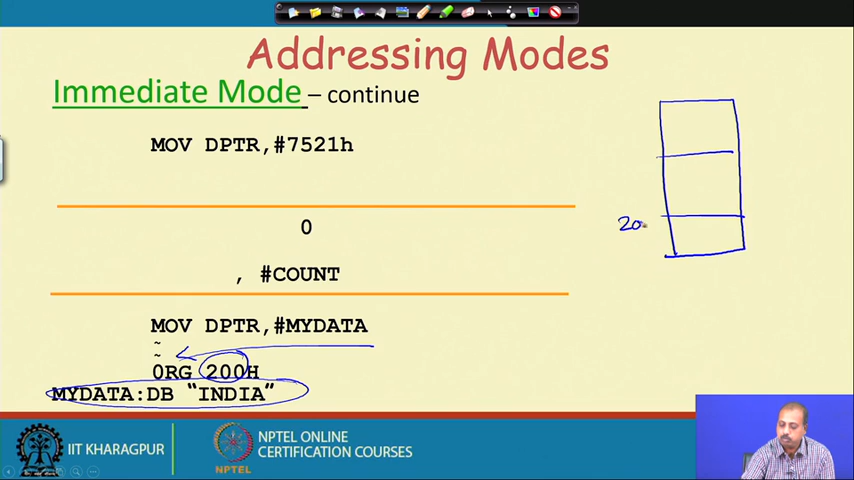 Addressing Modes
Immediate Mode – continue
MOV DPTR,#7521h
0
, #COUNT
20
MOV DPTR,#MYDATA
~
~
0RG 200H
MYDATA:DB “INDIA”
IIT KHARAGPUR
NPTEL
NPTEL ONLINE
CERTIFICATION COURSES